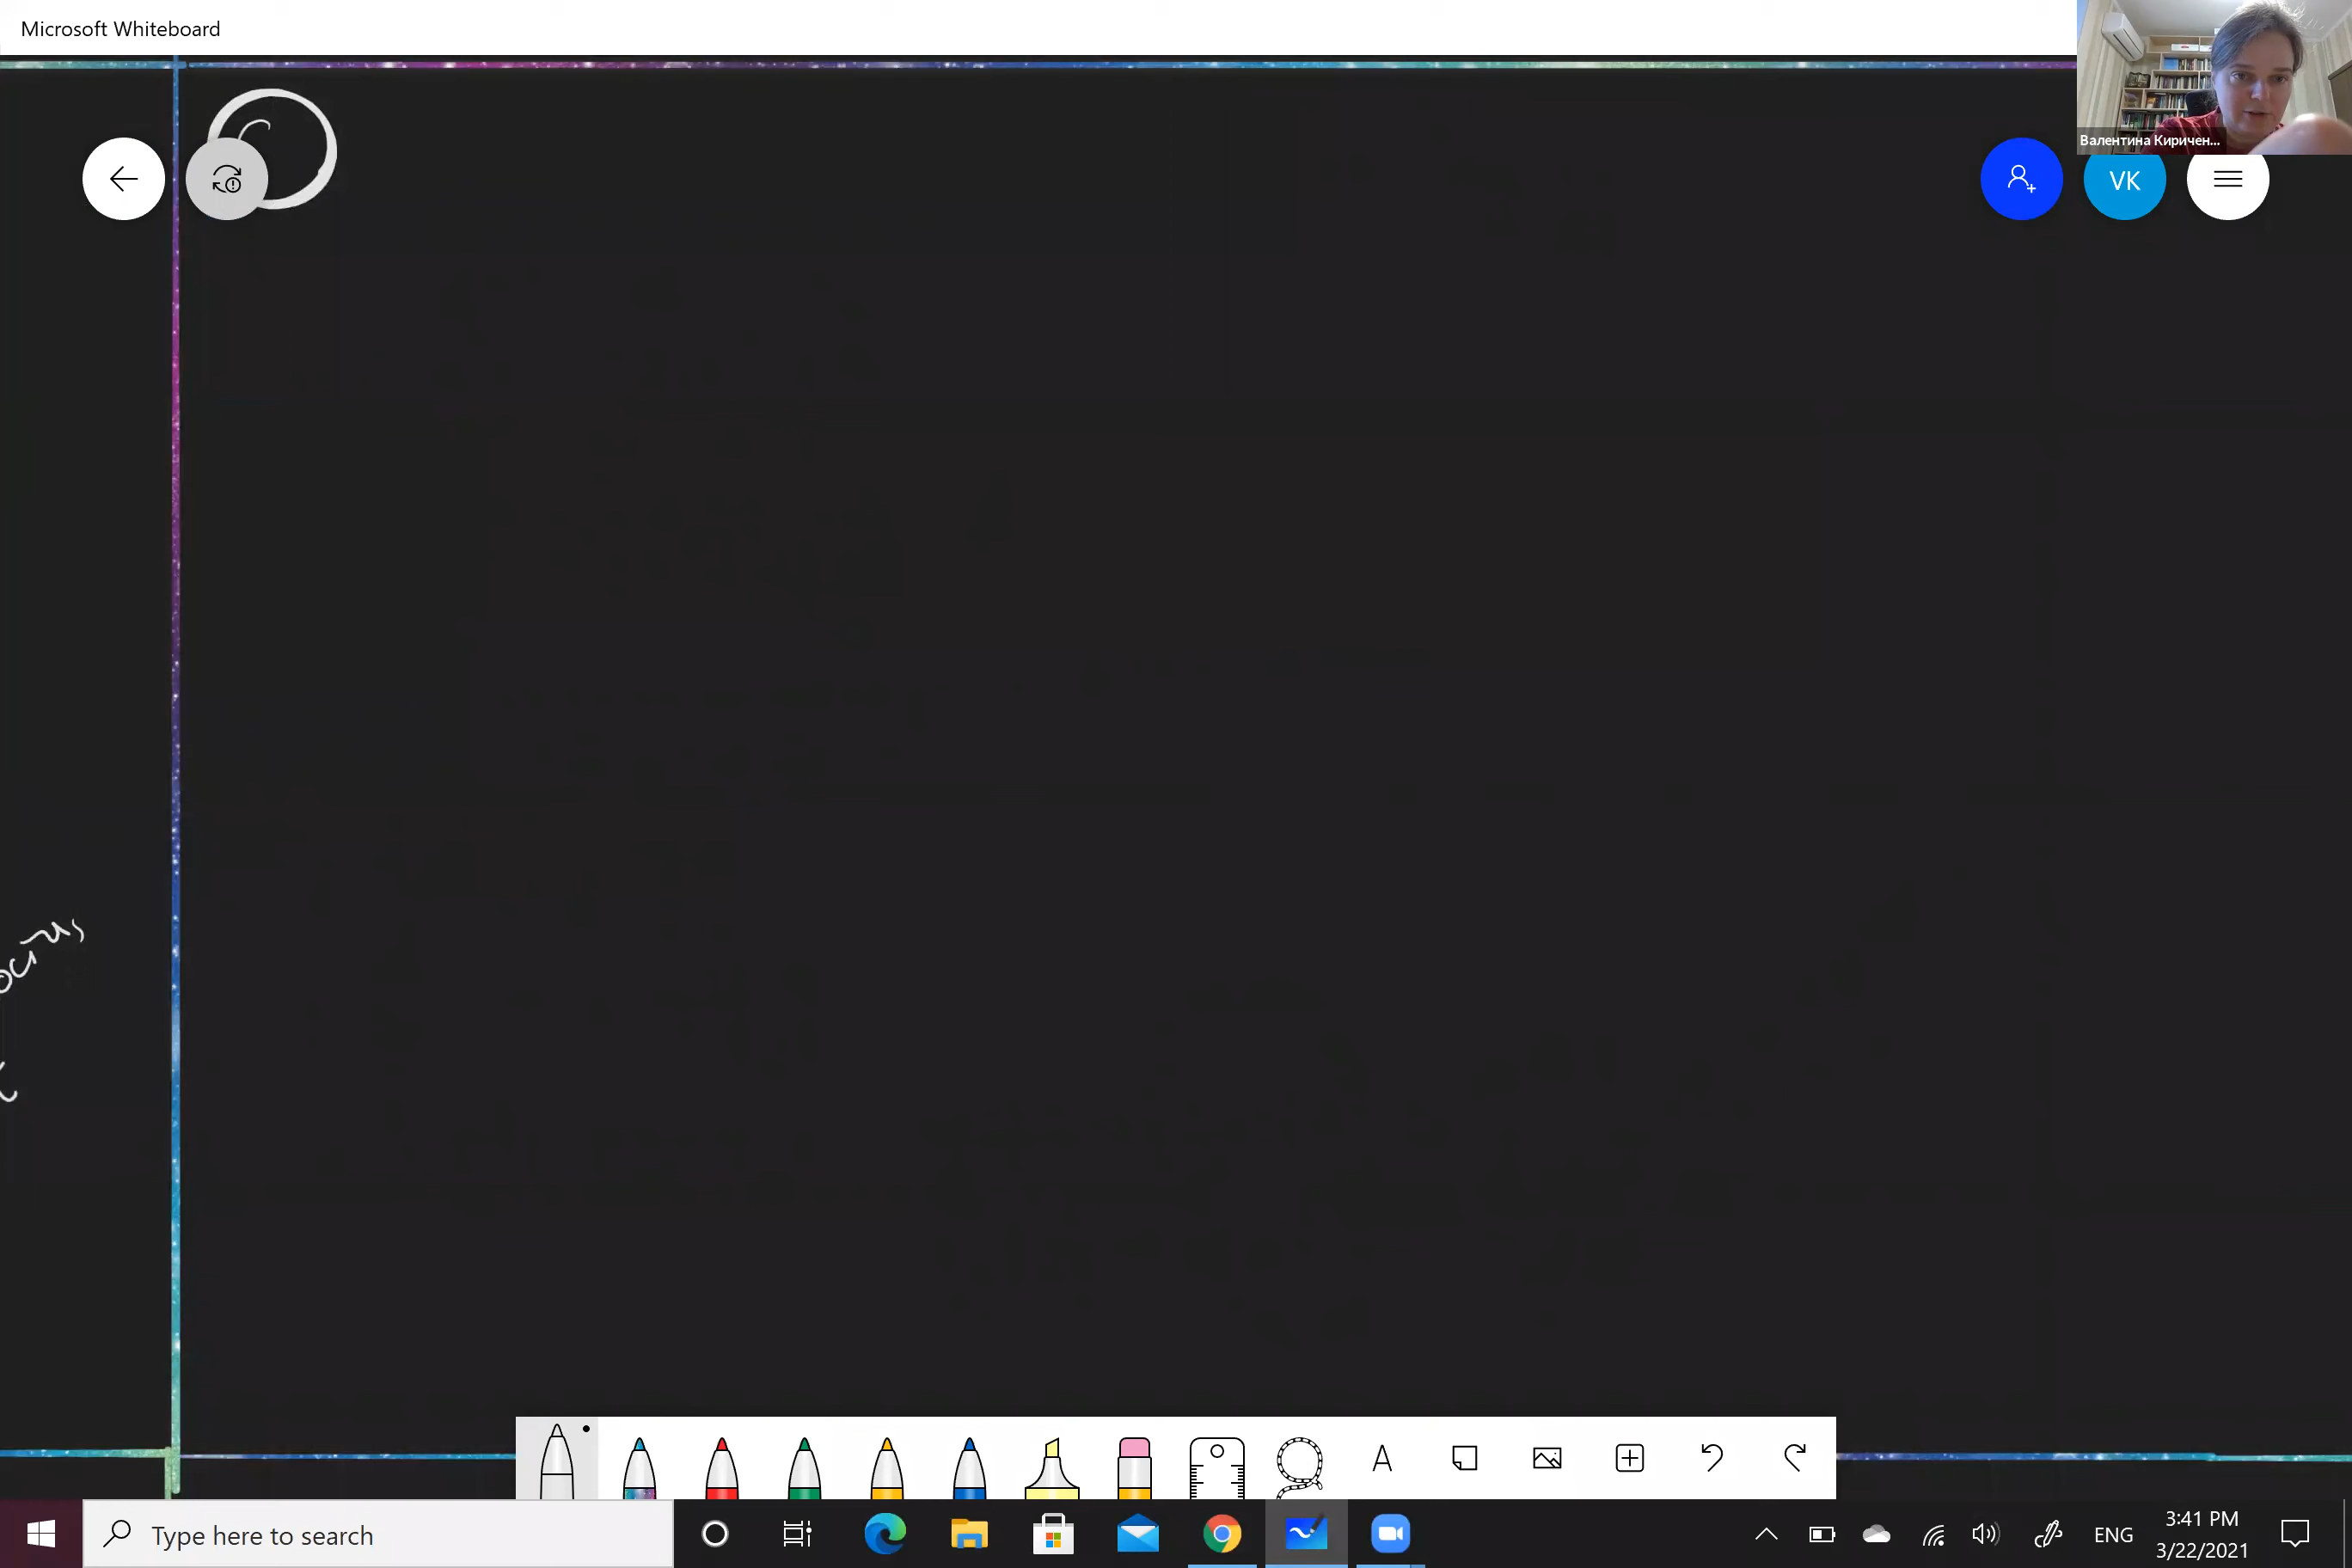 Microsoft Whiteboard
Валентина Киричен...
VK
A
Type here to search
ENG
3:41 PM
3/22/2021